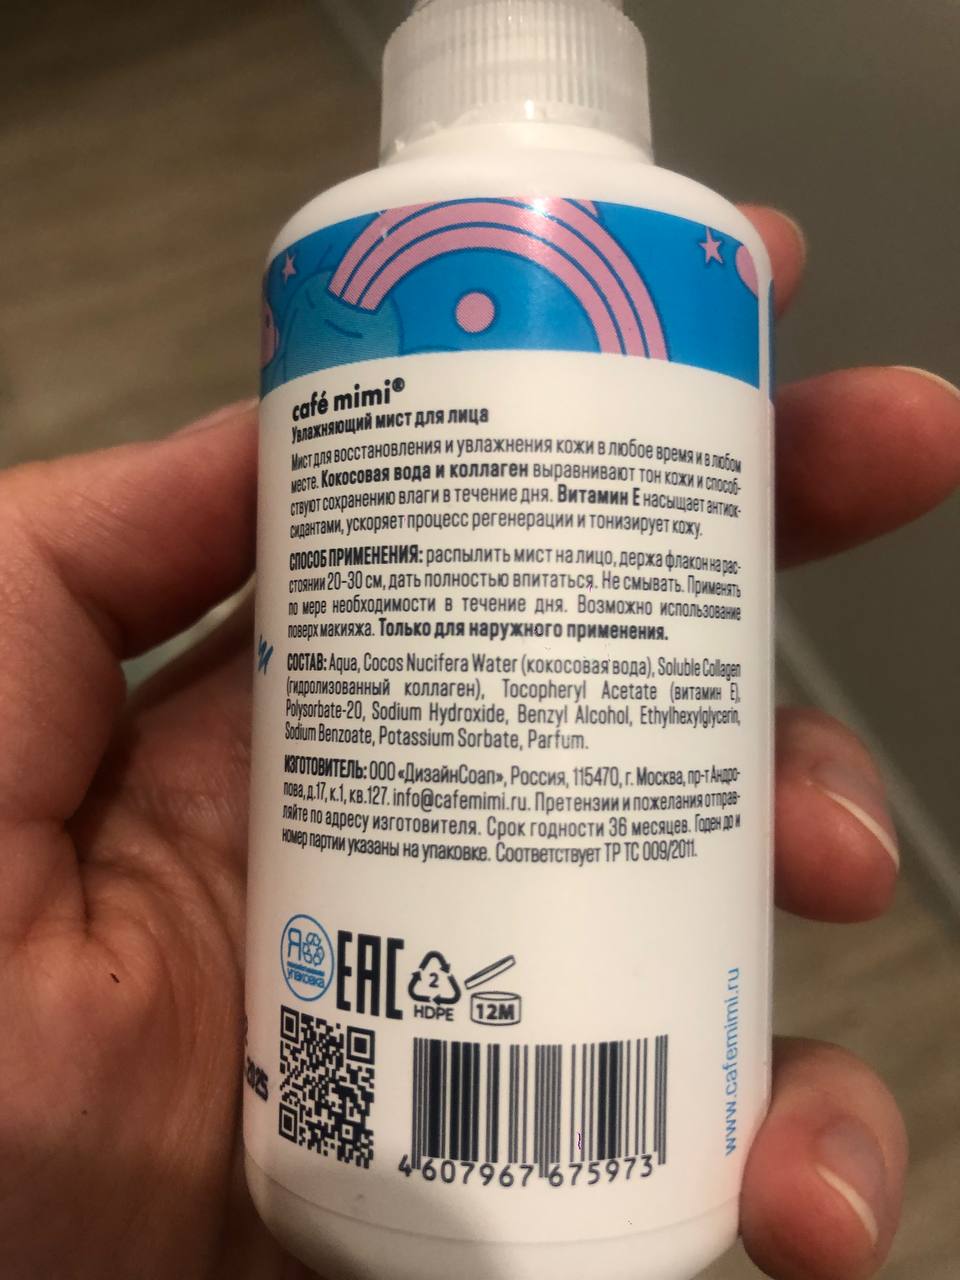 café mimi®
Увлажняющий мист для лица
Мист для восстановления и увлажнения кожи в любое время и в любом
месте. Кокосовая вода и коллаген выравнивают тон кожи и способ-
ствуют сохранению влаги в течение дня. Витамин Е насыщает антиок-
сидантами, ускоряет процесс регенерации и тонизирует кожу.
СПОСОБ ПРИМЕНЕНИЯ: распылить мист на лицо, держа флакон на рас-
стоянии 20-30 см, дать полностью впитаться. Не смывать. Применять
по мере необходимости в течение дня. Возможно использование
поверх макияжа. Только для наружного применения.
СОСТАВ: Aqua, Cocos Nucifera Water (кокосовая вода), Soluble Collagen
(гидролизованный коллаген), Tocopheryl Acetate (витамин Е),
Polysorbate-20, Sodium Hydroxide, Benzyl Alcohol, Ethylhexylglycerin,
Sodium Benzoate, Potassium Sorbate, Parfum.
ИЗГОТОВИТЕЛЬ: ООО «ДизайнСоап», Россия, 115470, г. Москва, пр-т Андро-
пова, д.17, к.1, кв.127. info@cafemimi.ru. Претензии и пожелания отправ-
ляйте по адресу изготовителя. Срок годности 36 месяцев. Годен до и
номер партии указаны на упаковке. Соответствует ТР ТС 009/2011.
Я
упаковка
EAC
2
HDPE
12M
2025
4 607967 675973
www.cafemimi.ru